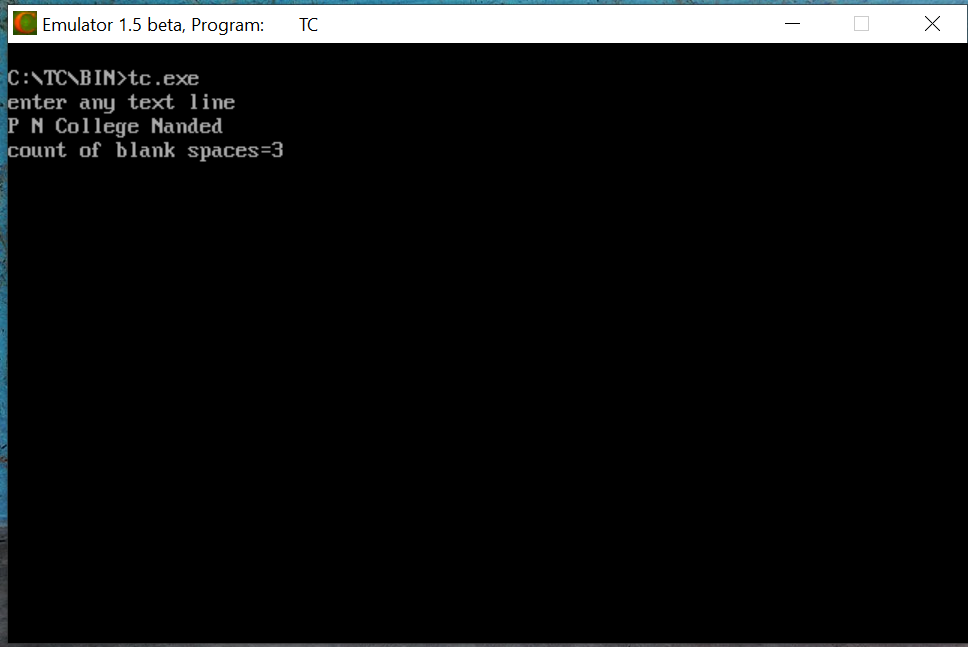 Emulator 1.5 beta, Program: TC
C:\TC\BIN>tc.exe
enter any text line
P N College Nanded
count of blank spaces=3